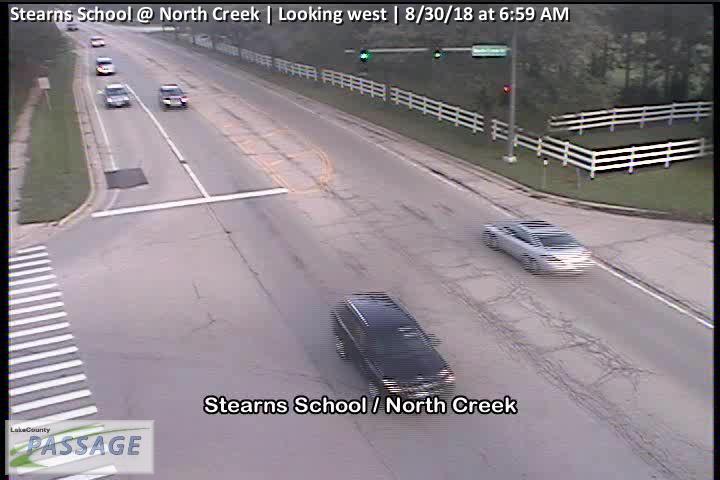 Stearns School @ North Creek | Looking west | 8/30/18 at 6:59 AM
Stearns School / North Creek
LakeCounty
PASSAGE